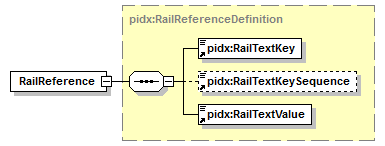 pidx:RailReferenceDefinition
pidx:RailTextKey
RailReference
pidx:RailTextKeySequence
pidx:RailTextValue